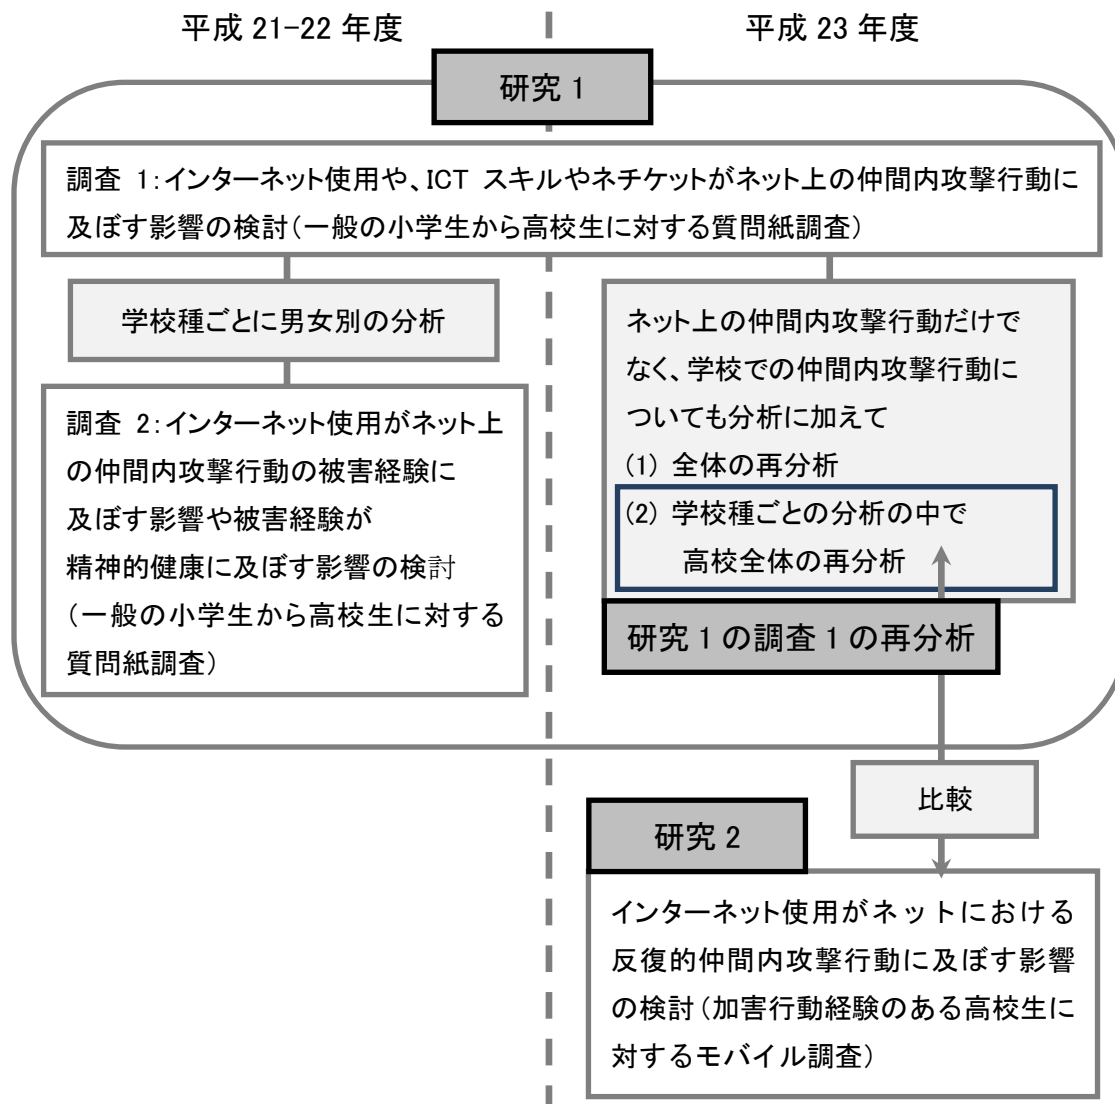 平成 21-22 年度
平成 23 年度
研究 1
調査 1:インターネット使用や、ICT スキルやネチケットがネット上の仲間内攻撃行動に
及ぼす影響の検討(一般の小学生から高校生に対する質問紙調査)
学校種ごとに男女別の分析
調査 2:インターネット使用がネット上
の仲間内攻撃行動の被害経験に
及ぼす影響や被害経験が
精神的健康に及ぼす影響の検討
(一般の小学生から高校生に対する
質問紙調査)
ネット上の仲間内攻撃行動だけで
なく、学校での仲間内攻撃行動に
ついても分析に加えて
(1) 全体の再分析
(2) 学校種ごとの分析の中で
高校全体の再分析
研究 1 の調査 1 の再分析
比較
研究 2
インターネット使用がネットにおける
反復的仲間内攻撃行動に及ぼす影響
の検討(加害行動経験のある高校生に
対するモバイル調査)